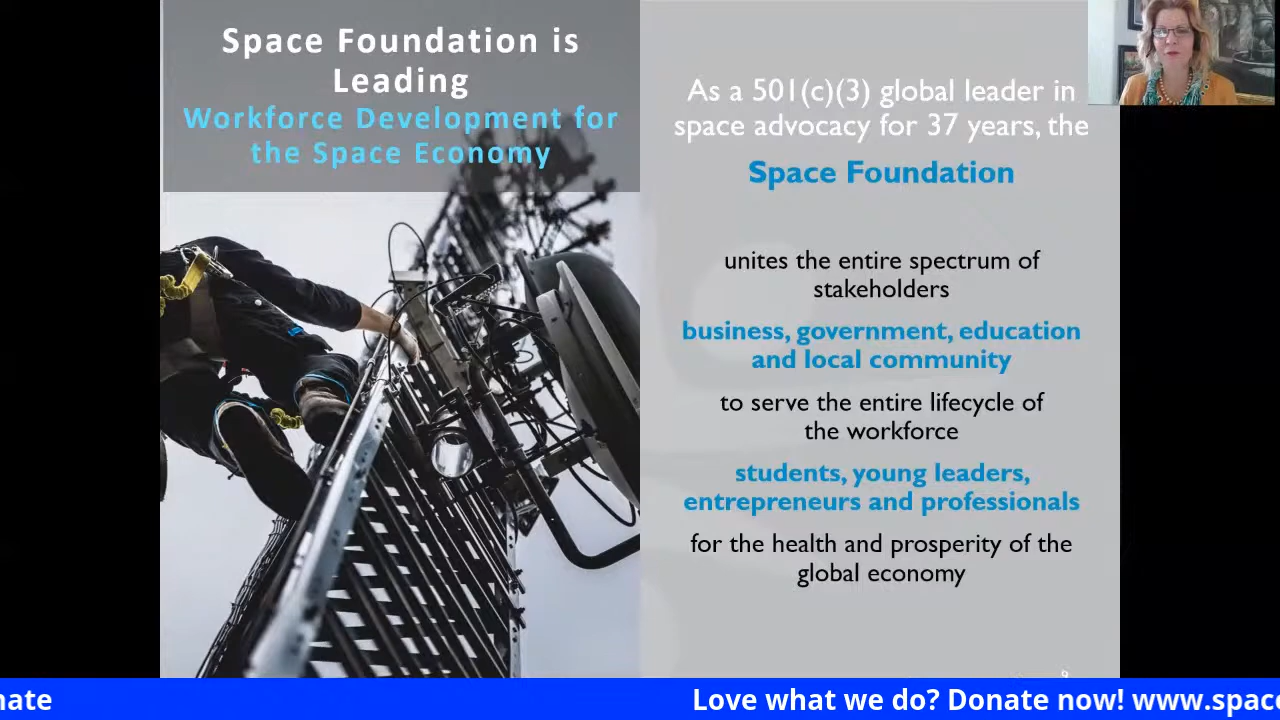 Space Foundation is
Leading
Workforce Development for
the Space Economy
As a 501(c)(3) global leader in
space advocacy for 37 years, the
Space Foundation
unites the entire spectrum of
stakeholders
business, government, education
and local community
to serve the entire lifecycle of
the workforce
students, young leaders,
entrepreneurs and professionals
for the health and prosperity of the
global economy
9
nate
Love what we do? Donate now! www.space